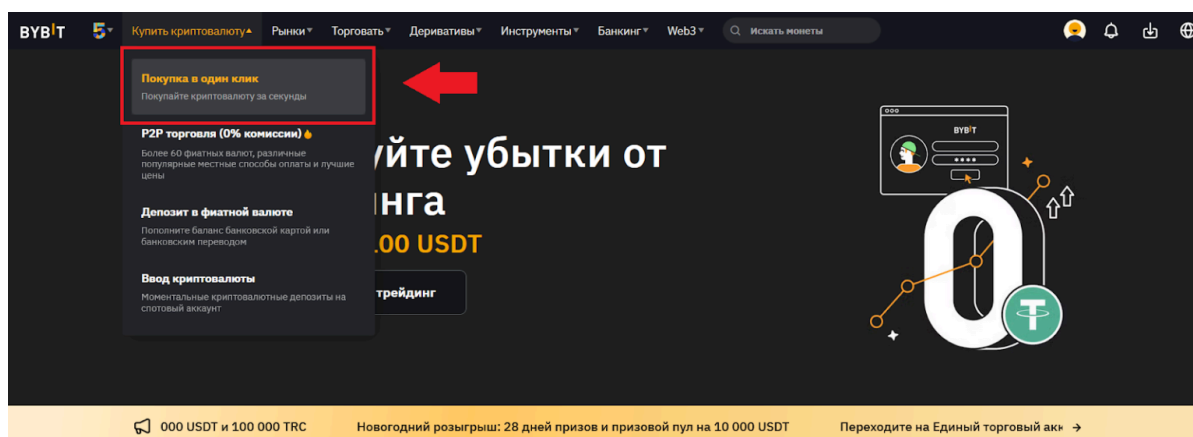 BYBIT Купить криптовалюту Рынки Торговать Деривативы Инструменты Банкинг Web3 Искать монеты
Покупка в один клик
Покупайте криптовалюту за секунды
P2P торговля (0% комиссии)
Более 60 фиатных валют, различные
популярные местные способы оплаты и лучшие
цены
Депозит в фиатной валюте
Пополните баланс банковской картой или
банковским переводом
Ввод криптовалюты
Моментальные криптовалютные депозиты на
спотовый аккаунт
убытки от
USDT
трейдинг
BYBIT
000 USDT и 100 000 TRC Новогодний розыгрыш: 28 дней призов и призовой пул на 10 000 USDT Переходите на Единый торговый